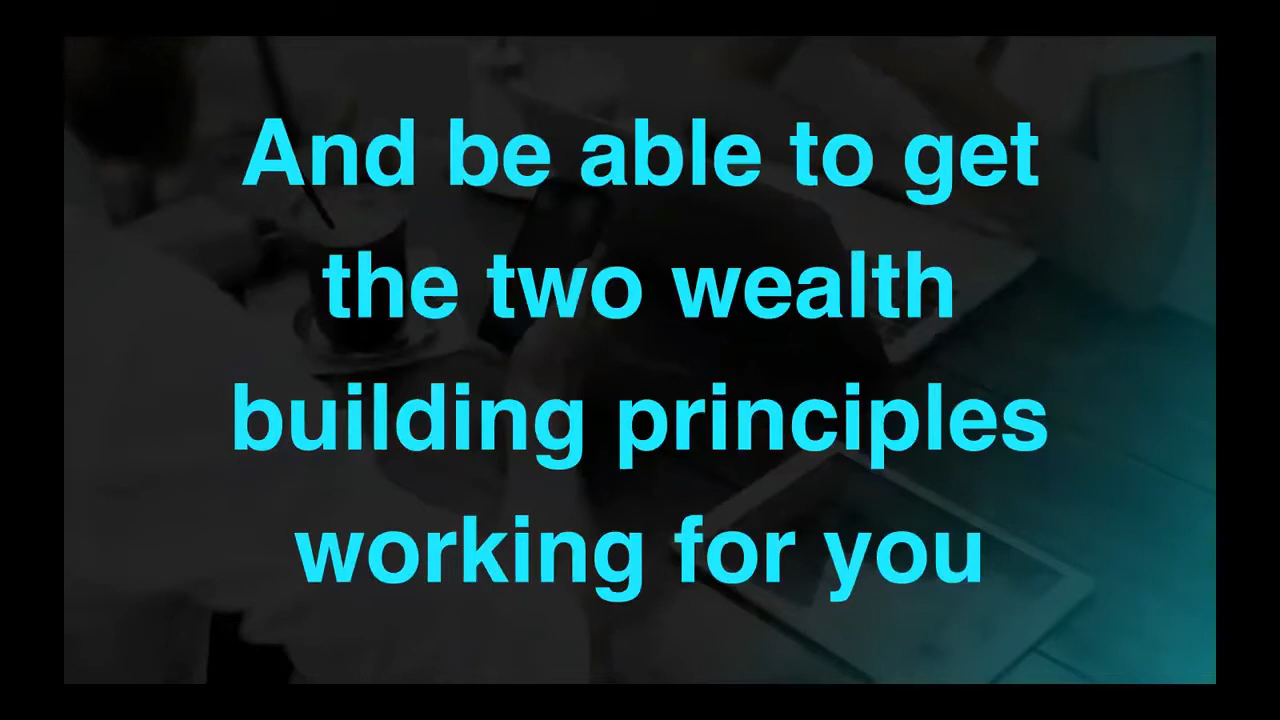 And be able to get
the two wealth
building principles
working for you